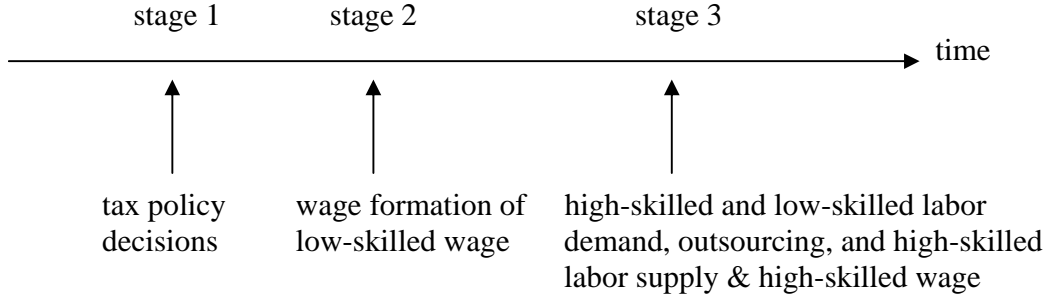 stage 1 stage 2 stage 3
time
tax policy wage formation of high-skilled and low-skilled labor
decisions low-skilled wage demand, outsourcing, and high-skilled
labor supply & high-skilled wage